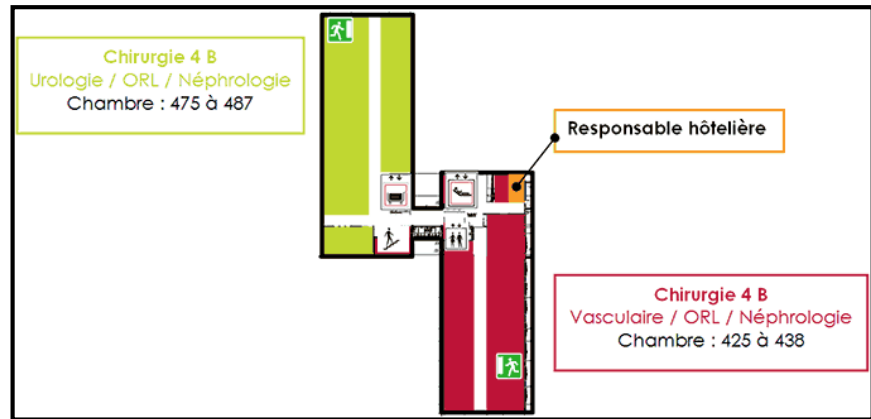 Chirurgie 4 B
Urologie / ORL / Néphrologie
Chambre : 475 à 487
Responsable hôtelière
Chirurgie 4 B
Vasculaire / ORL / Néphrologie
Chambre : 425 à 438